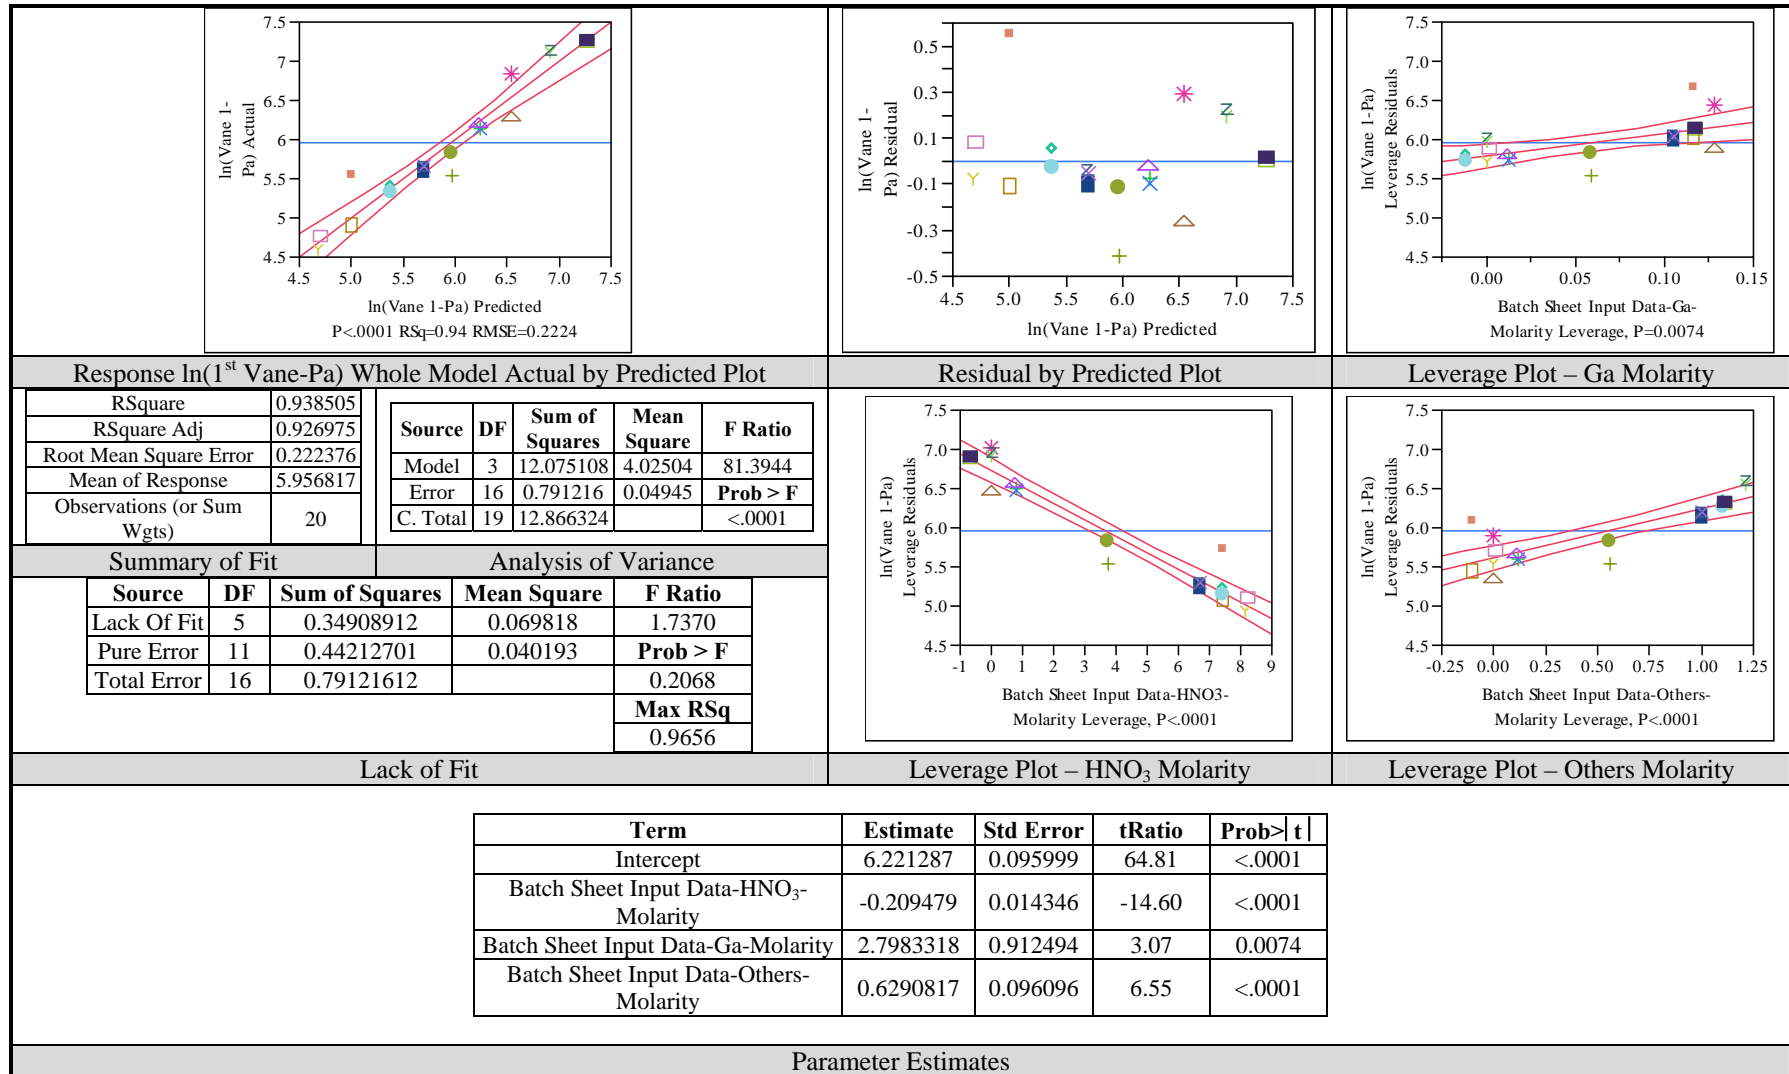 7.5
7.0
6.5
6.0
5.5
5
4.5
ln(Vane 1-
Pa) Actual
4.5 5.0 5.5 6.0 6.5 7.0 7.5
ln(Vane 1-Pa) Predicted
P<.0001 RSq=0.94 RMSE=0.2224
0.5
0.3
0.1
-0.1
-0.3
-0.5
ln(Vane 1-
Pa) Residual
4.5 5.0 5.5 6.0 6.5 7.0 7.5
ln(Vane 1-Pa) Predicted
7.5
7.0
6.5
6.0
5.5
5.0
4.5
ln(Vane 1-Pa)
Leverage Residuals
0.00 0.05 0.10 0.15
Batch Sheet Input Data-Ga-
Molarity Leverage, P=0.0074
Response ln(1st Vane-Pa) Whole Model Actual by Predicted Plot
Residual by Predicted Plot
Leverage Plot – Ga Molarity
RSquare 0.938505
RSquare Adj 0.926975
Root Mean Square Error 0.222376
Mean of Response 5.956817
Observations (or Sum
Wgts) 20
Summary of Fit
Source DF Sum of
Squares Mean
Square F Ratio
Model 3 12.075108 4.02504 81.3944
Error 16 0.791216 0.04945 Prob > F
C. Total 19 12.866324 <.0001
Analysis of Variance
Source DF Sum of Squares Mean Square F Ratio
Lack Of Fit 5 0.34908912 0.069818 1.7370
Pure Error 11 0.44212701 0.040193 Prob > F
Total Error 16 0.79121612 0.2068
Max RSq
0.9656
Lack of Fit
7.5
7.0
6.5
6.0
5.5
5.0
4.5
ln(Vane 1-Pa)
Leverage Residuals
-1 0 1 2 3 4 5 6 7 8 9
Batch Sheet Input Data-HNO3-
Molarity Leverage, P<.0001
Leverage Plot – HNO₃ Molarity
7.5
7.0
6.5
6.0
5.5
5.0
4.5
ln(Vane 1-Pa)
Leverage Residuals
-0.25 0.00 0.25 0.50 0.75 1.00 1.25
Batch Sheet Input Data-Others-
Molarity Leverage, P<.0001
Leverage Plot – Others Molarity
Term Estimate Std Error tRatio Prob>|t|
Intercept 6.221287 0.095999 64.81 <.0001
Batch Sheet Input Data-HNO₃-
Molarity -0.209479 0.014346 -14.60 <.0001
Batch Sheet Input Data-Ga-Molarity 2.7983318 0.912494 3.07 0.0074
Batch Sheet Input Data-Others-
Molarity 0.6290817 0.096096 6.55 <.0001
Parameter Estimates